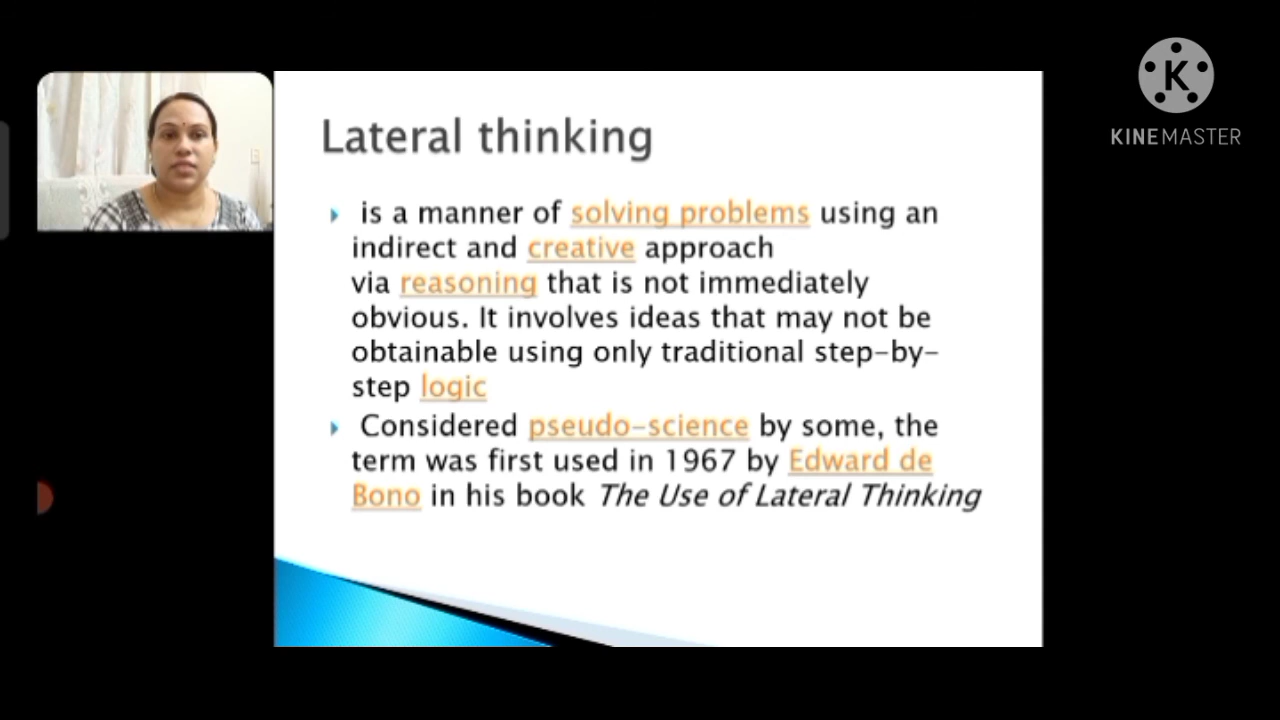 Lateral thinking
is a manner of solving problems using an
indirect and creative approach
via reasoning that is not immediately
obvious. It involves ideas that may not be
obtainable using only traditional step-by-
step logic
Considered pseudo-science by some, the
term was first used in 1967 by Edward de
Bono in his book The Use of Lateral Thinking
K
KINEMASTER